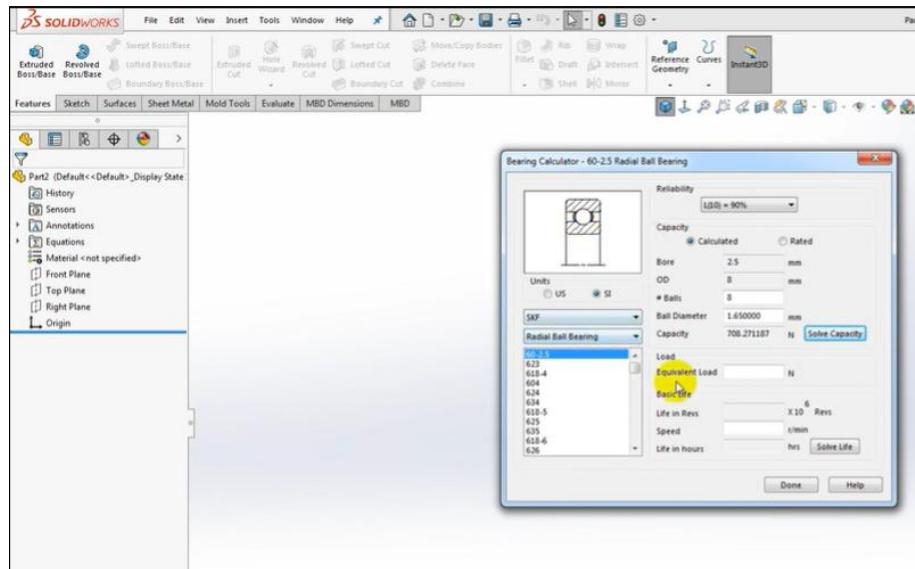 SOLIDWORKS File Edit View Insert Tools Window Help Pa
Extruded Boss/Base
Revolved Boss/Base
Swept Boss/Base
Lofted Boss/Base
Boundary Boss/Base
Extruded Cut
Hole Wizard
Revolved Cut
Swept Cut
Lofted Cut
Boundary Cut
Move/Copy Bodies
Delete Face
Combine
Fillet
Rib
Draft
Shell
Wrap
Intersect
Mirror
Reference Geometry
Curves
Instant3D
Features Sketch Surfaces Sheet Metal Mold Tools Evaluate MBD Dimensions MBD
Part2 (Default<<Default>_Display State
History
Sensors
Annotations
Equations
Material <not specified>
Front Plane
Top Plane
Right Plane
Origin
Bearing Calculator - 60-2.5 Radial Ball Bearing
Units
US SI
SKF
Radial Ball Bearing
60-2.5
623
618-4
604
624
634
618-5
625
635
618-6
626
Reliability
L(10) = 90%
Capacity
Calculated Rated
Bore 2.5 mm
OD 8 mm
# Balls 8
Ball Diameter 1.650000 mm
Capacity 708.271187 N Solve Capacity
Load
Equivalent Load N
Basic Life
Life in Revs X 10 6 Revs
Speed r/min
Life in hours hrs Solve Life
Done Help